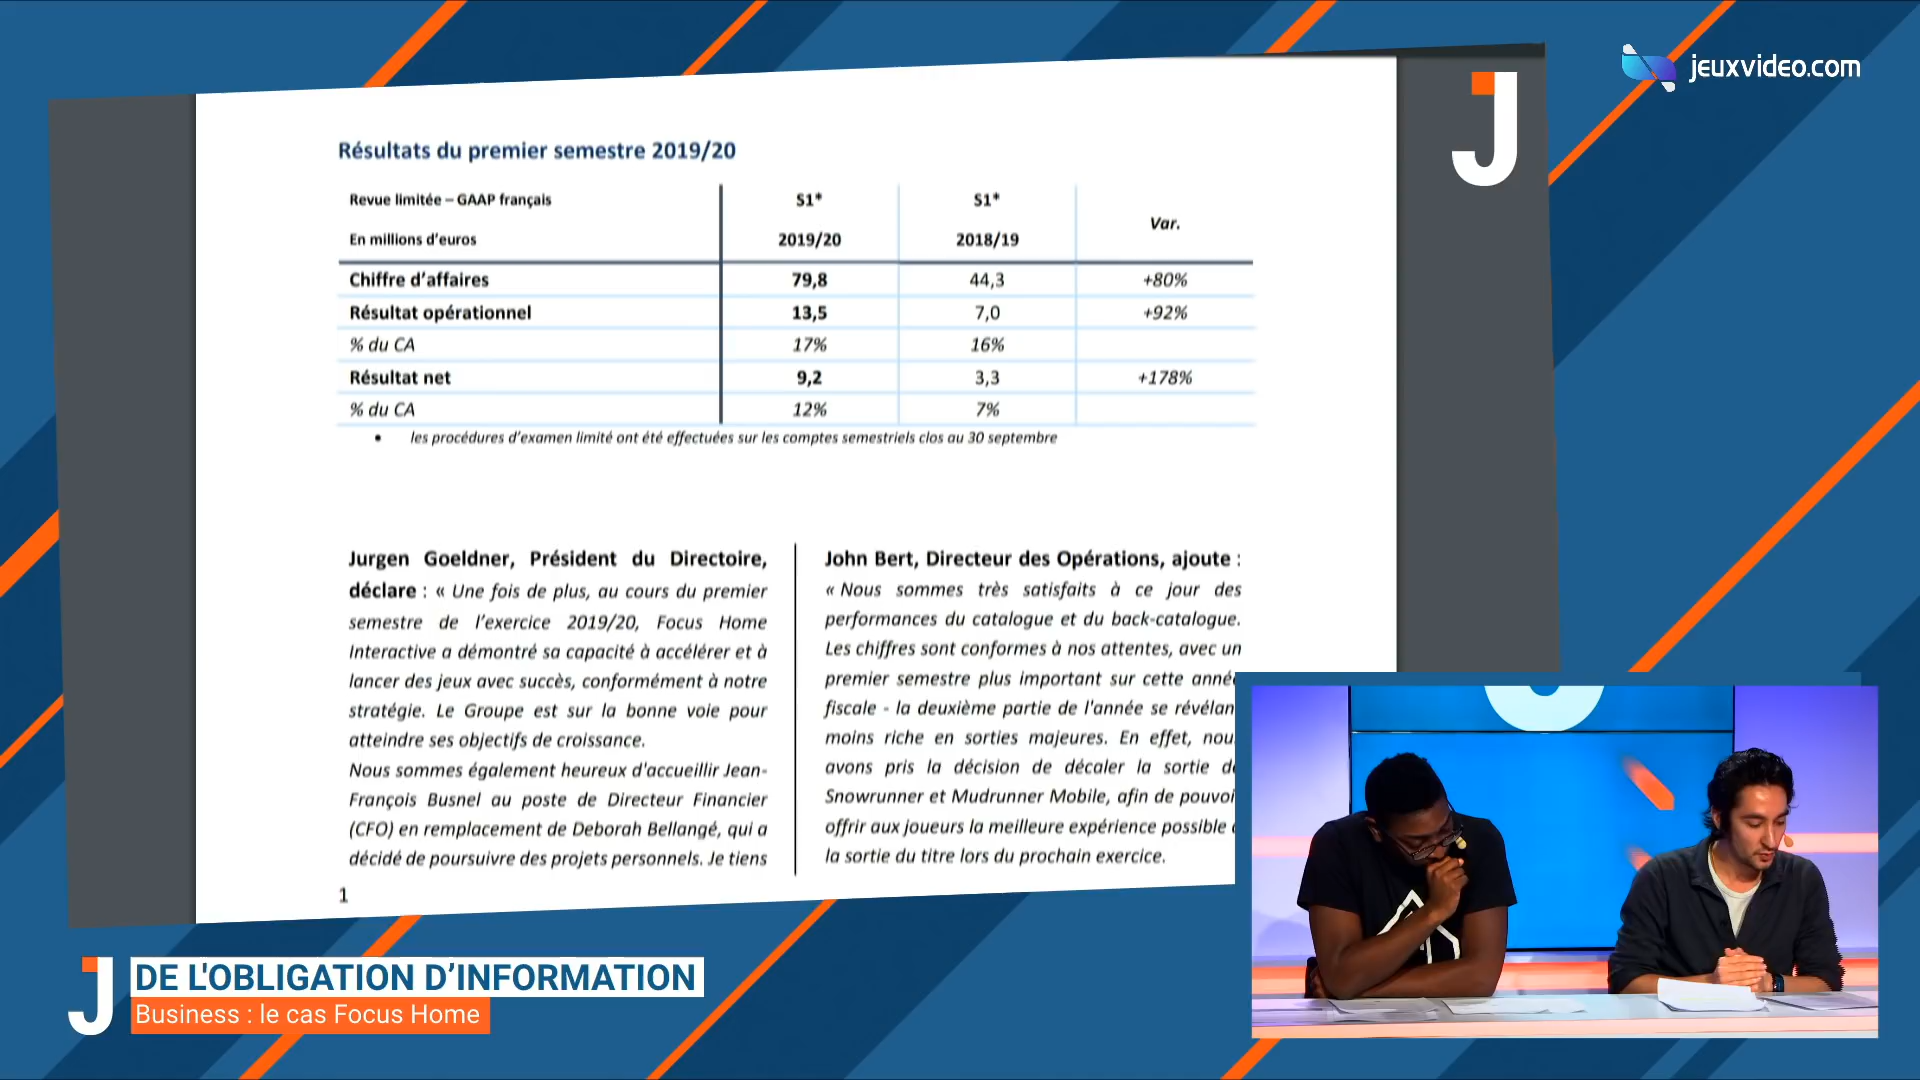 jeuxvideo.com
J
Résultats du premier semestre 2019/20
Revue limitée – GAAP français S1* S1* Var.
En millions d'euros 2019/20 2018/19
Chiffre d'affaires 79,8 44,3 +80%
Résultat opérationnel 13,5 7,0 +92%
% du CA 17% 16%
Résultat net 9,2 3,3 +178%
% du CA 12% 7%
• les procédures d'examen limité ont été effectuées sur les comptes semestriels clos au 30 septembre
Jurgen Goeldner, Président du Directoire,
déclare : « Une fois de plus, au cours du premier
semestre de l'exercice 2019/20, Focus Home
Interactive a démontré sa capacité à accélérer et à
lancer des jeux avec succès, conformément à notre
stratégie. Le Groupe est sur la bonne voie pour
atteindre ses objectifs de croissance.
Nous sommes également heureux d'accueillir Jean-
François Busnel au poste de Directeur Financier
(CFO) en remplacement de Deborah Bellangé, qui a
décidé de poursuivre des projets personnels. Je tiens
1
John Bert, Directeur des Opérations, ajoute :
« Nous sommes très satisfaits à ce jour des
performances du catalogue et du back-catalogue.
Les chiffres sont conformes à nos attentes, avec un
premier semestre plus important sur cette anné
fiscale - la deuxième partie de l'année se révélan
moins riche en sorties majeures. En effet, nou
avons pris la décision de décaler la sortie d
Snowrunner et Mudrunner Mobile, afin de pouvoi
offrir aux joueurs la meilleure expérience possible
la sortie du titre lors du prochain exercice.
J
DE L'OBLIGATION D'INFORMATION
Business : le cas Focus Home